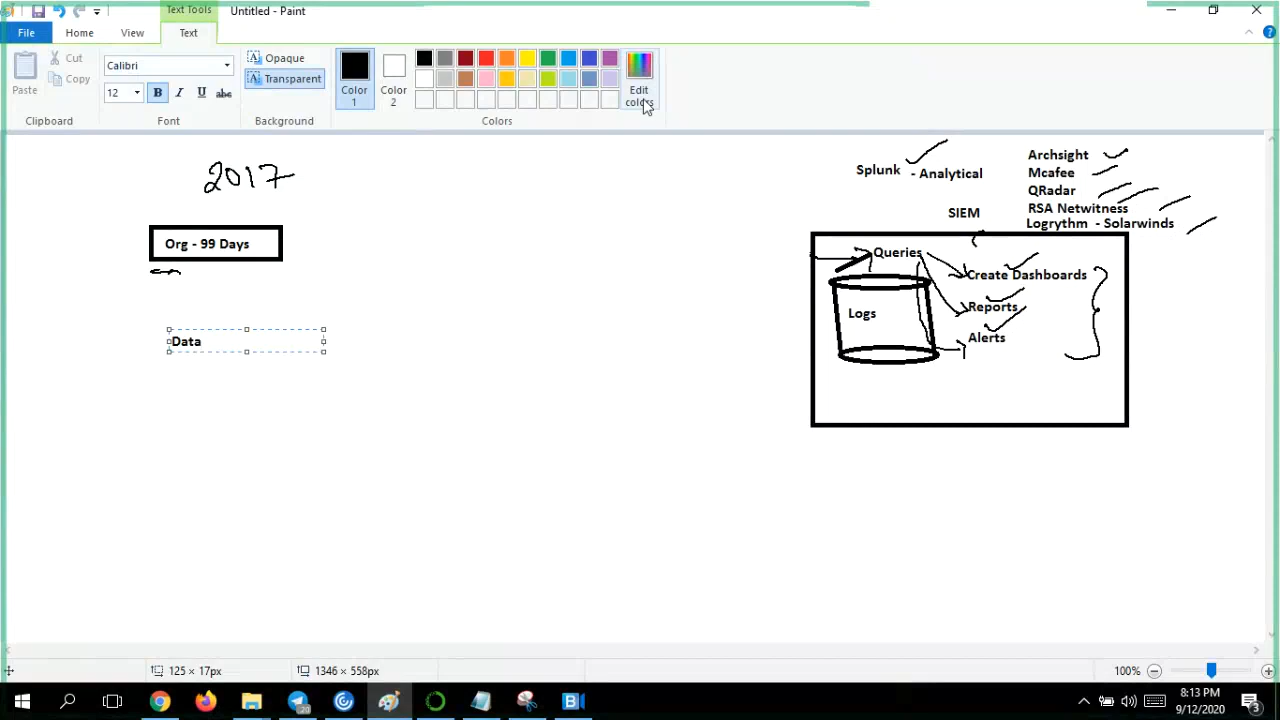 Text Tools
Untitled - Paint
File
Home
View
Text
Paste
Cut
Copy
Clipboard
Calibri
12
B I U abc
Font
Opaque
Transparent
Background
Color 1
Color 2
Edit colors
Colors
2017
Org - 99 Days
Data
Splunk - Analytical
Archsight
Mcafee
QRadar
RSA Netwitness
Logrythm - Solarwinds
SIEM
Queries
Create Dashboards
Logs
Reports
Alerts
125 × 17px
1346 × 558px
100%
20
B
8:13 PM
9/12/2020
3